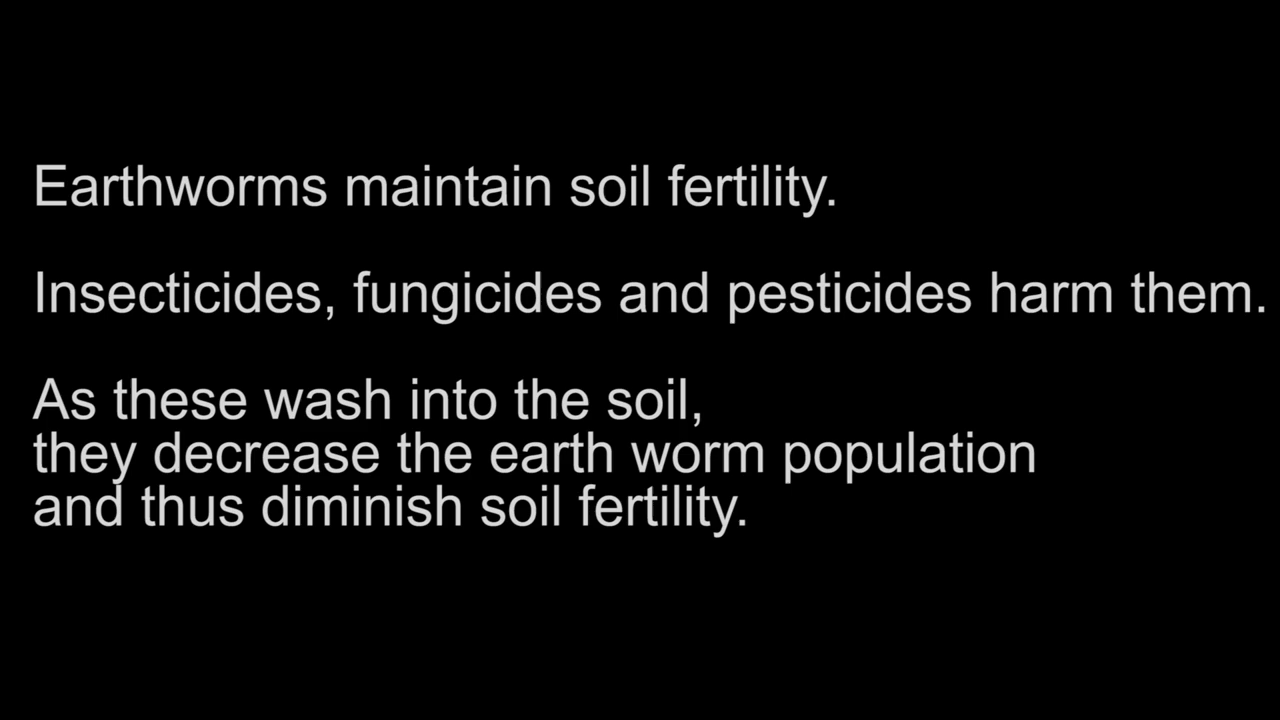 Earthworms maintain soil fertility.
Insecticides, fungicides and pesticides harm them.
As these wash into the soil,
they decrease the earth worm population
and thus diminish soil fertility.